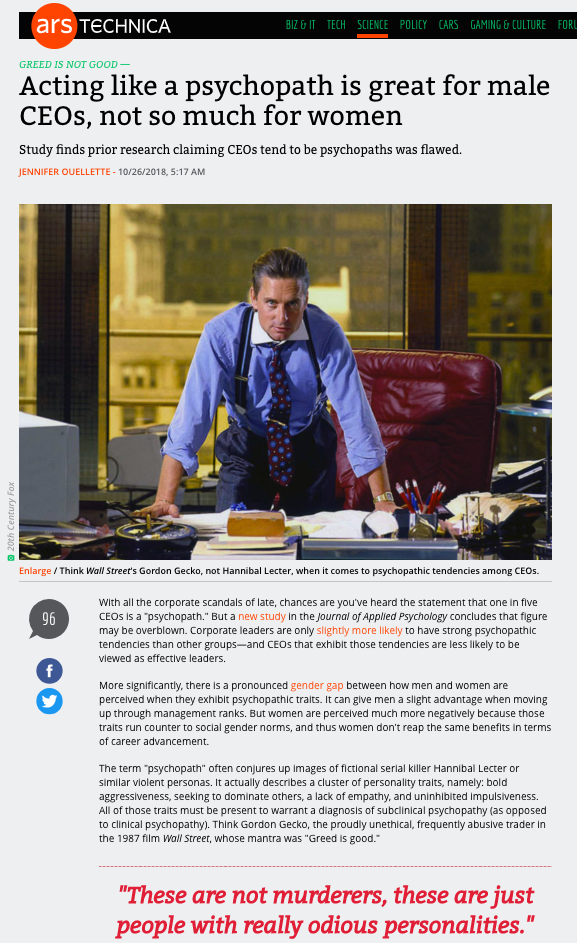 ars TECHNICA
BIZ & IT TECH SCIENCE POLICY CARS GAMING & CULTURE FORU
GREED IS NOT GOOD —
Acting like a psychopath is great for male
CEOs, not so much for women
Study finds prior research claiming CEOs tend to be psychopaths was flawed.
JENNIFER OUELLETTE - 10/26/2018, 5:17 AM
20th Century Fox
Enlarge / Think Wall Street's Gordon Gecko, not Hannibal Lecter, when it comes to psychopathic tendencies among CEOs.
96
With all the corporate scandals of late, chances are you've heard the statement that one in five
CEOs is a "psychopath." But a new study in the Journal of Applied Psychology concludes that figure
may be overblown. Corporate leaders are only slightly more likely to have strong psychopathic
tendencies than other groups—and CEOs that exhibit those tendencies are less likely to be
viewed as effective leaders.
More significantly, there is a pronounced gender gap between how men and women are
perceived when they exhibit psychopathic traits. It can give men a slight advantage when moving
up through management ranks. But women are perceived much more negatively because those
traits run counter to social gender norms, and thus women don't reap the same benefits in terms
of career advancement.
The term "psychopath" often conjures up images of fictional serial killer Hannibal Lecter or
similar violent personas. It actually describes a cluster of personality traits, namely: bold
aggressiveness, seeking to dominate others, a lack of empathy, and uninhibited impulsiveness.
All of those traits must be present to warrant a diagnosis of subclinical psychopathy (as opposed
to clinical psychopathy). Think Gordon Gecko, the proudly unethical, frequently abusive trader in
the 1987 film Wall Street, whose mantra was "Greed is good."
"These are not murderers, these are just
people with really odious personalities."